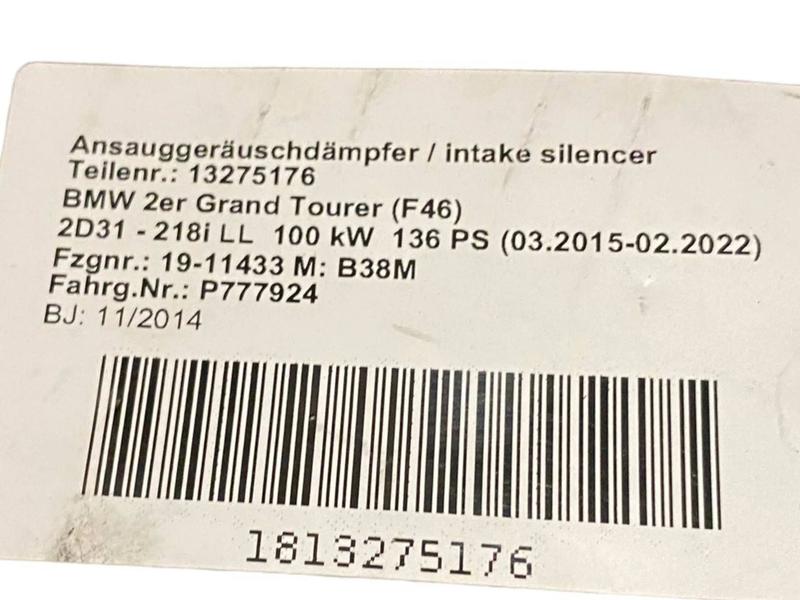 Ansauggeräuschdämpfer / intake silencer
Teilenr.: 13275176
BMW 2er Grand Tourer (F46)
2D31 - 218i LL 100 kW 136 PS (03.2015-02.2022)
Fzgnr.: 19-11433 M: B38M
Fahrg.Nr.: P777924
BJ: 11/2014
1813275176